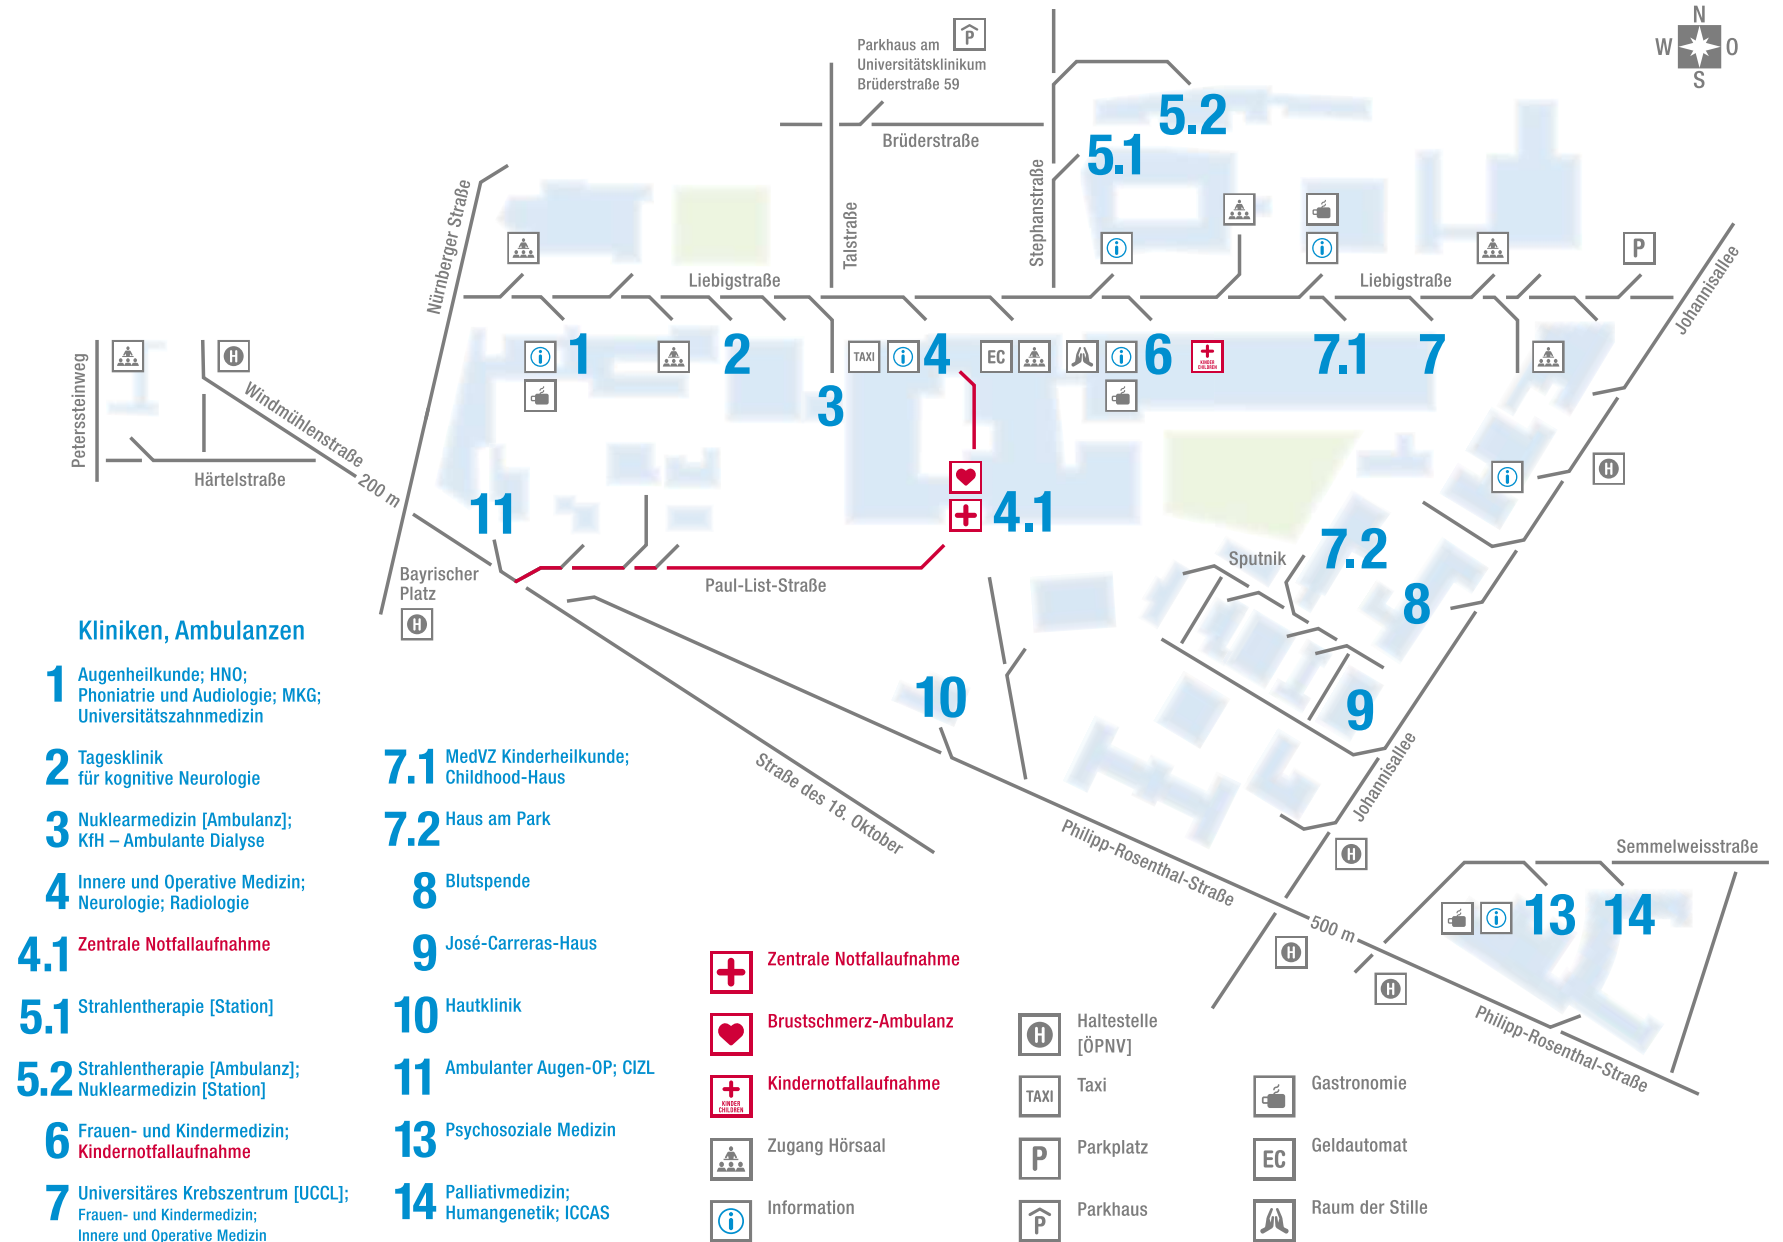 N
W
O
S
Parkhaus am
Universitätsklinikum
Brüderstraße 59
P
Brüderstraße
Nürnberger Straße
Talstraße
Stephanstraße
5.2
5.1
Liebigstraße
Liebigstraße
P
Johannisallee
Peterssteinweg
H
Windmühlenstraße
Härtelstraße
200 m
i
1
2
3
TAXI
i
4
EC
i
6
KINDER
CHILDREN
7.1
7
i
i
i
H
11
4.1
Paul-List-Straße
Bayrischer
Platz
H
Sputnik
7.2
8
9
10
Straße des 18. Oktober
Philipp-Rosenthal-Straße
Johannisallee
H
500 m
H
H
Semmelweisstraße
i
13
14
Philipp-Rosenthal-Straße
Kliniken, Ambulanzen
1 Augenheilkunde; HNO;
Phoniatrie und Audiologie; MKG;
Universitätszahnmedizin
2 Tagesklinik
für kognitive Neurologie
3 Nuklearmedizin [Ambulanz];
KfH – Ambulante Dialyse
4 Innere und Operative Medizin;
Neurologie; Radiologie
4.1 Zentrale Notfallaufnahme
5.1 Strahlentherapie [Station]
5.2 Strahlentherapie [Ambulanz];
Nuklearmedizin [Station]
6 Frauen- und Kindermedizin;
Kindernotfallaufnahme
7 Universitäres Krebszentrum [UCCL];
Frauen- und Kindermedizin;
Innere und Operative Medizin
7.1 MedVZ Kinderheilkunde;
Childhood-Haus
7.2 Haus am Park
8 Blutspende
9 José-Carreras-Haus
10 Hautklinik
11 Ambulanter Augen-OP; CIZL
13 Psychosoziale Medizin
14 Palliativmedizin;
Humangenetik; ICCAS
Zentrale Notfallaufnahme
Brustschmerz-Ambulanz
KINDER
CHILDREN
Kindernotfallaufnahme
Zugang Hörsaal
i Information
H Haltestelle
[ÖPNV]
TAXI Taxi
P Parkplatz
P Parkhaus
Gastronomie
EC Geldautomat
Raum der Stille